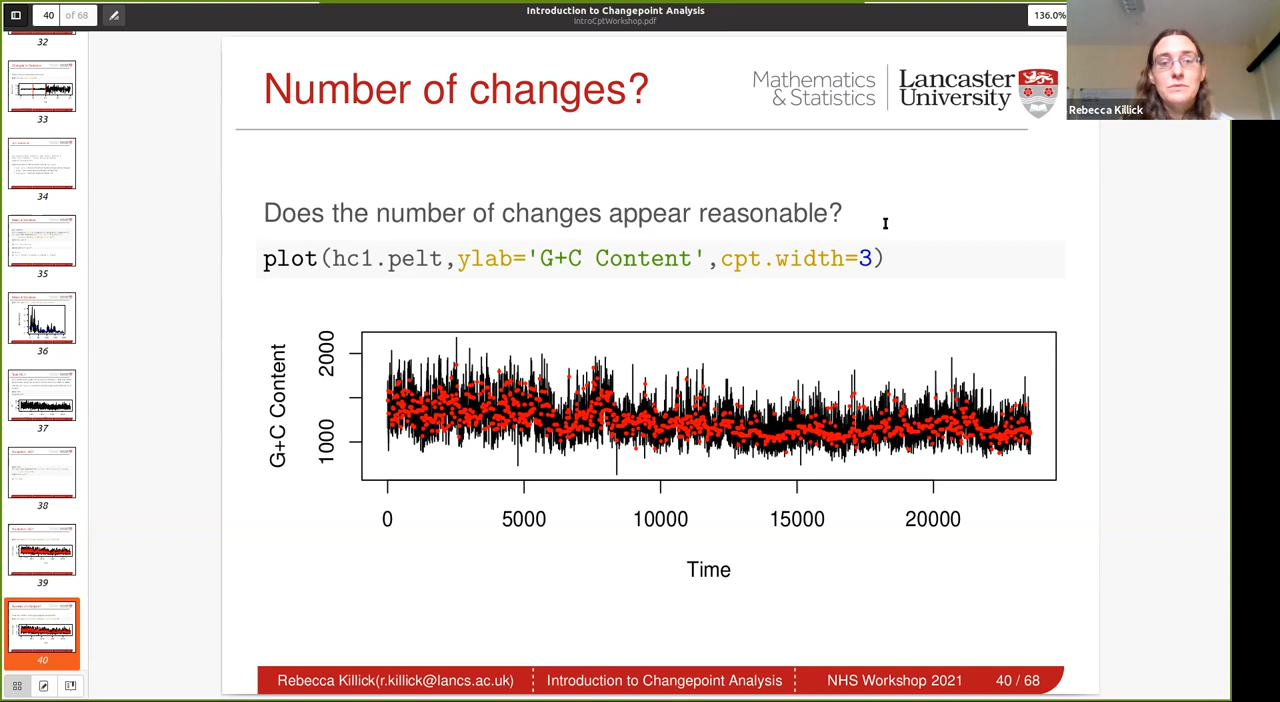 40 of 68
Introduction to Changepoint Analysis
IntroCptWorkshop.pdf
136.0%
Rebecca Killick
32
33
34
35
36
37
38
39
40
Number of changes?
Mathematics
& Statistics
Lancaster
University
Does the number of changes appear reasonable?
plot(hc1.pelt,ylab='G+C Content',cpt.width=3)
G+C Content
2000
1000
0 5000 10000 15000 20000
Time
Rebecca Killick(r.killick@lancs.ac.uk) Introduction to Changepoint Analysis NHS Workshop 2021 40 / 68